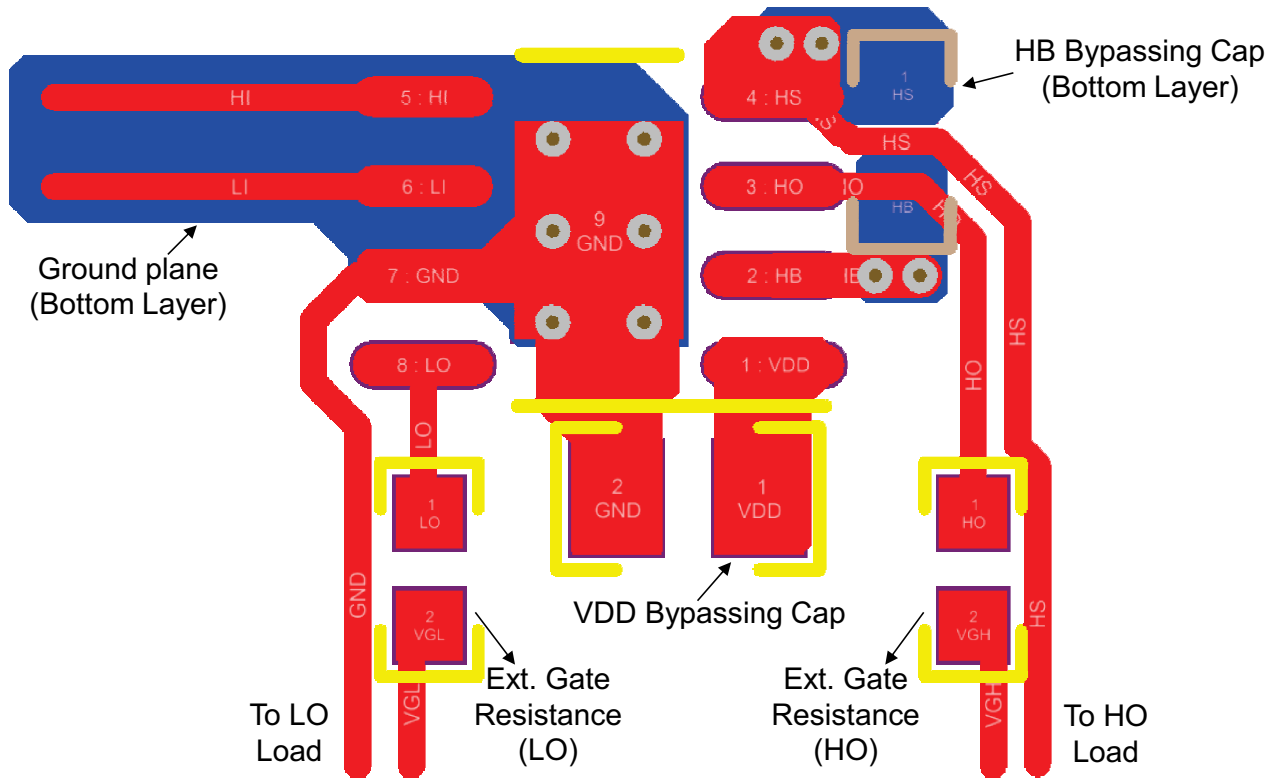 HB Bypassing Cap
(Bottom Layer)
1
HS
HI
5 : HI
4 : HS
HS
HS
HS
LI
6 : LI
3 : HO
HO
HO
HB
9
GND
Ground plane
(Bottom Layer)
7 : GND
2 : HB
HS
8 : LO
1 : VDD
HO
LO
2
GND
1
VDD
1
LO
1
HO
GND
VDD Bypassing Cap
2
VGL
2
VGH
HS
Ext. Gate
Resistance
(LO)
Ext. Gate
Resistance
(HO)
VGL
VGH
To LO
Load
To HO
Load